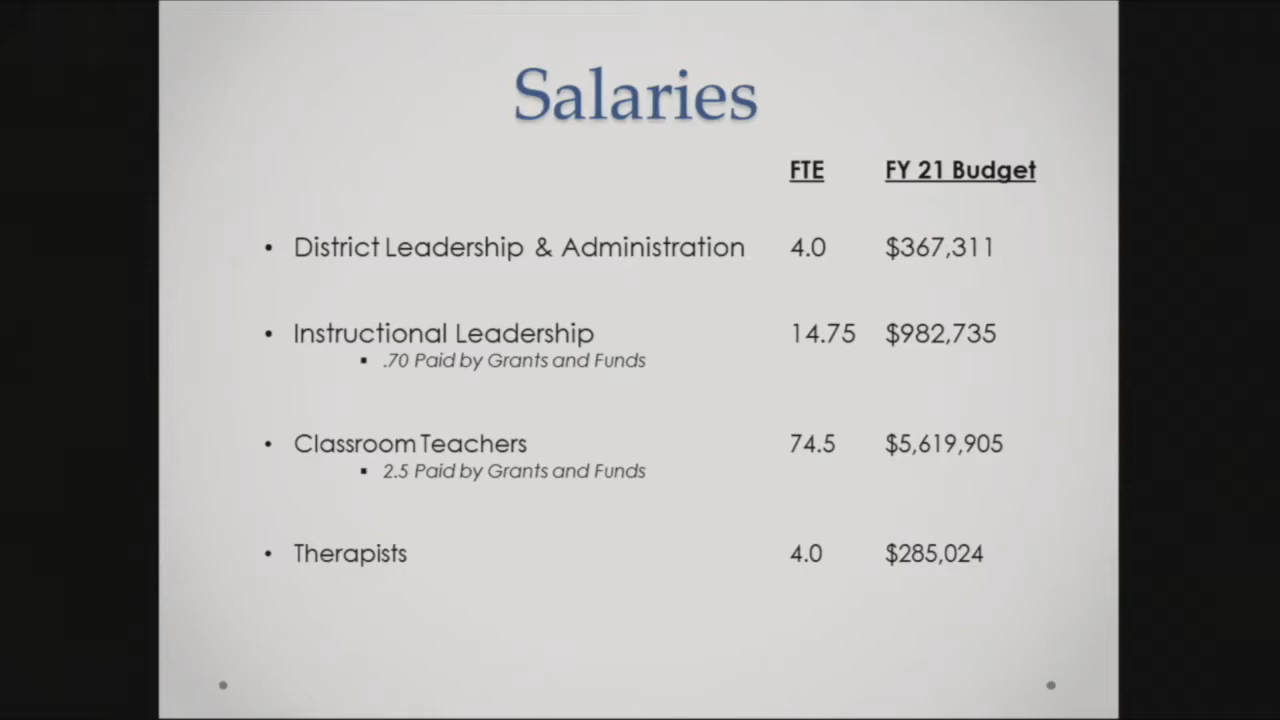 Salaries
FTE FY 21 Budget
• District Leadership & Administration 4.0 $367,311
• Instructional Leadership 14.75 $982,735
▪ .70 Paid by Grants and Funds
• Classroom Teachers 74.5 $5,619,905
▪ 2.5 Paid by Grants and Funds
• Therapists 4.0 $285,024